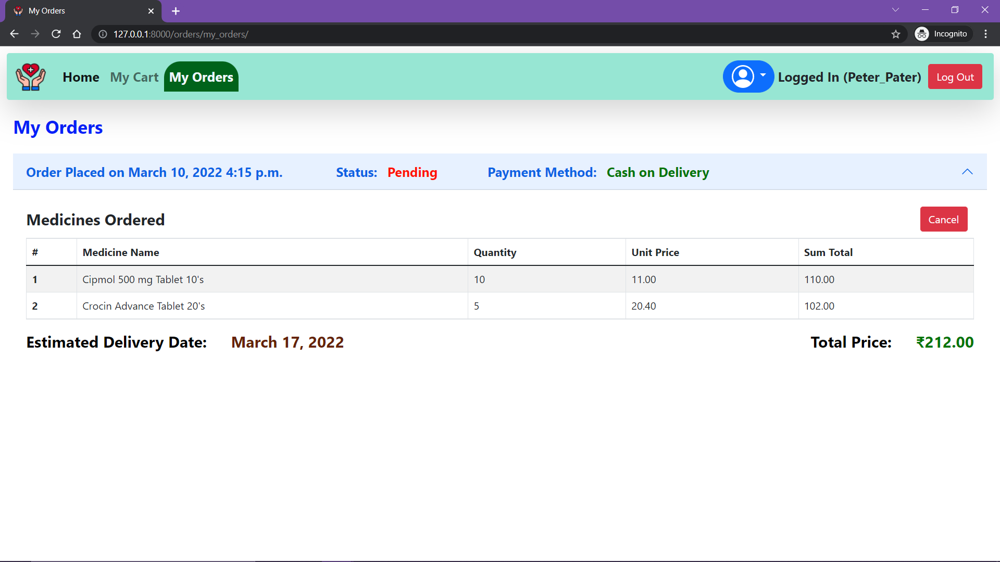 My Orders
127.0.0.1:8000/orders/my_orders/
Incognito
Home My Cart My Orders Logged In (Peter_Pater) Log Out
My Orders
Order Placed on March 10, 2022 4:15 p.m. Status: Pending Payment Method: Cash on Delivery
Medicines Ordered Cancel
# Medicine Name Quantity Unit Price Sum Total
1 Cipmol 500 mg Tablet 10's 10 11.00 110.00
2 Crocin Advance Tablet 20's 5 20.40 102.00
Estimated Delivery Date: March 17, 2022 Total Price: ₹212.00